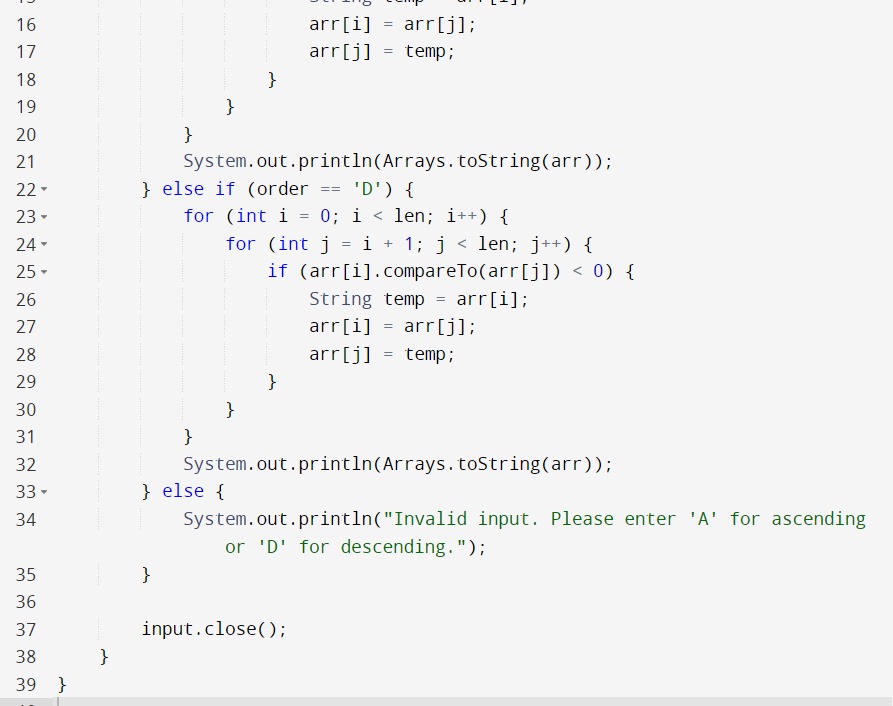 16 arr[i] = arr[j];
17 arr[j] = temp;
18 }
19 }
20 }
21 System.out.println(Arrays.toString(arr));
22 } else if (order == 'D') {
23 for (int i = 0; i < len; i++) {
24 for (int j = i + 1; j < len; j++) {
25 if (arr[i].compareTo(arr[j]) < 0) {
26 String temp = arr[i];
27 arr[i] = arr[j];
28 arr[j] = temp;
29 }
30 }
31 }
32 System.out.println(Arrays.toString(arr));
33 } else {
34 System.out.println("Invalid input. Please enter 'A' for ascending
or 'D' for descending.");
35 }
36
37 input.close();
38 }
39 }